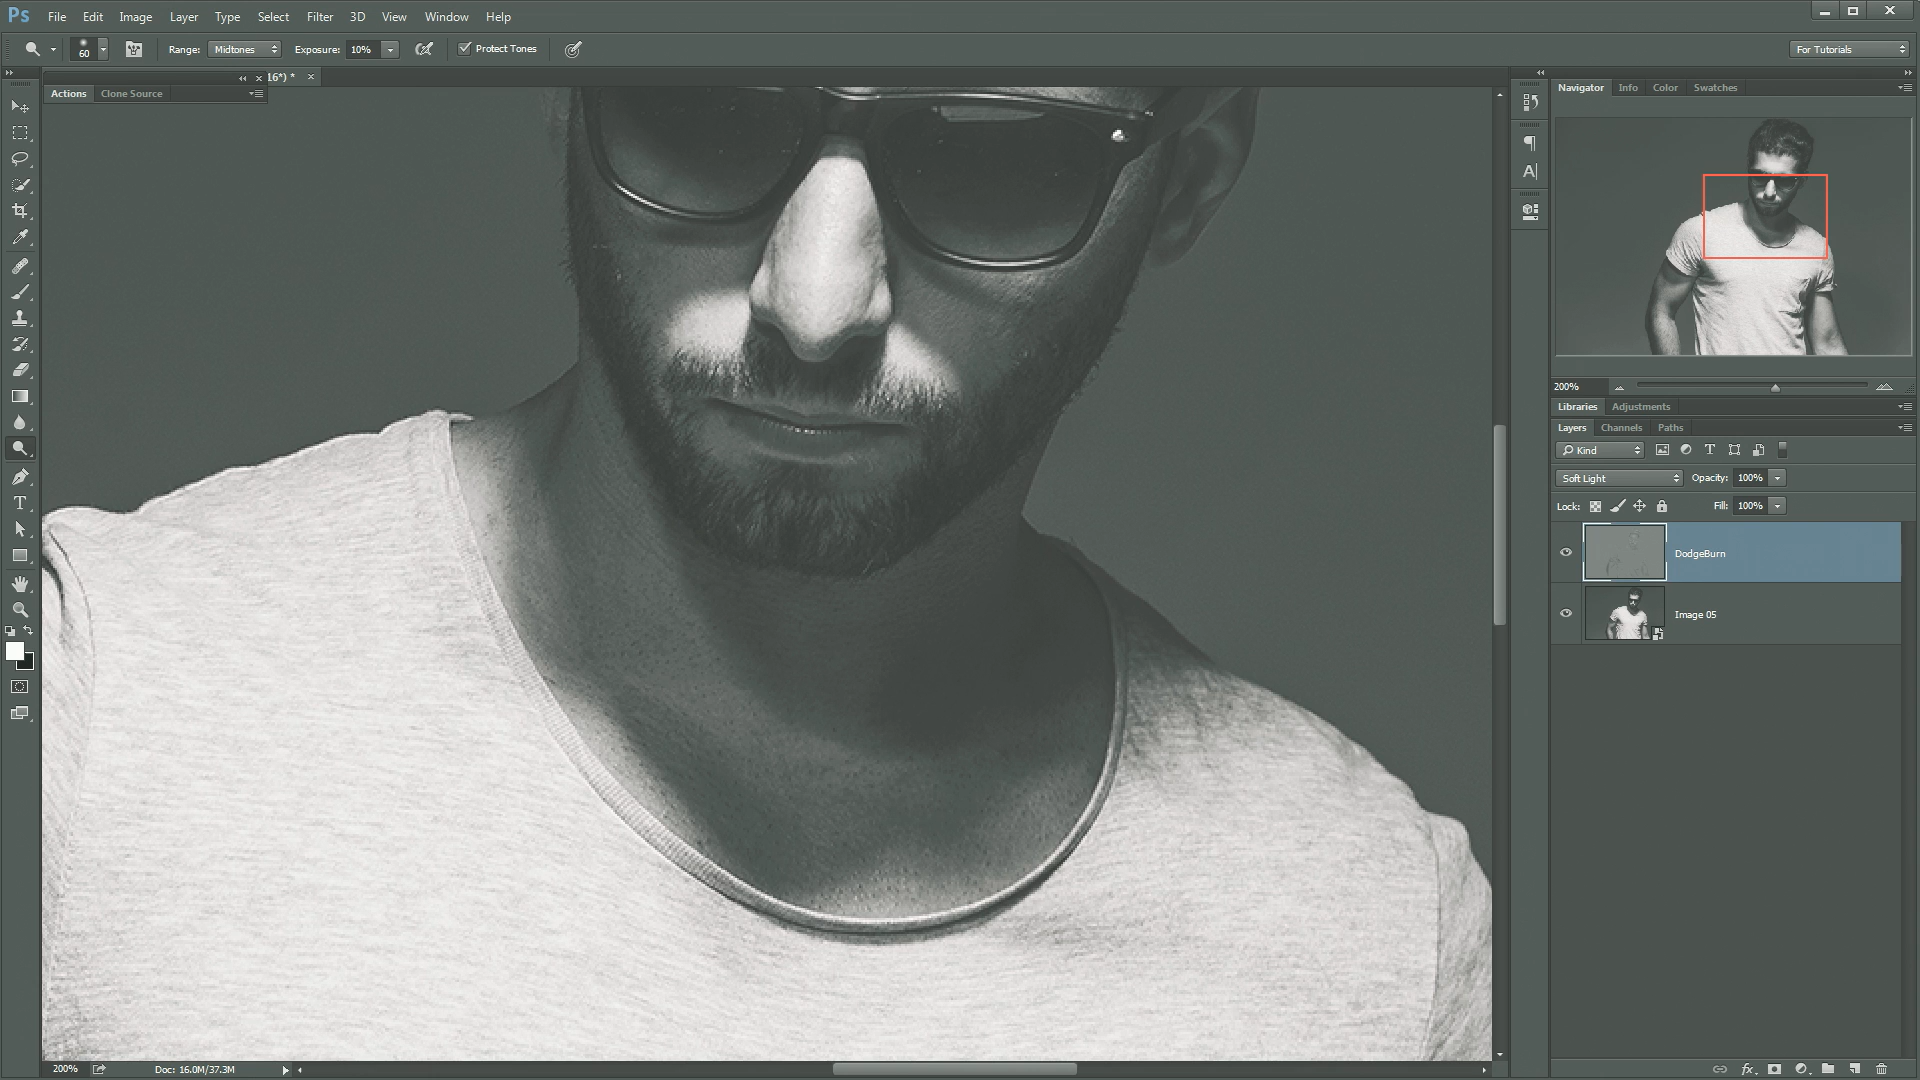 Ps File Edit Image Layer Type Select Filter 3D View Window Help
60 Range: Midtones Exposure: 10% Protect Tones For Tutorials
16*) * ×
Actions Clone Source
Navigator Info Color Swatches
200%
Libraries Adjustments
Layers Channels Paths
Kind
Soft Light Opacity: 100%
Lock: Fill: 100%
DodgeBurn
Image 05
200% Doc: 16.0M/37.3M
fx